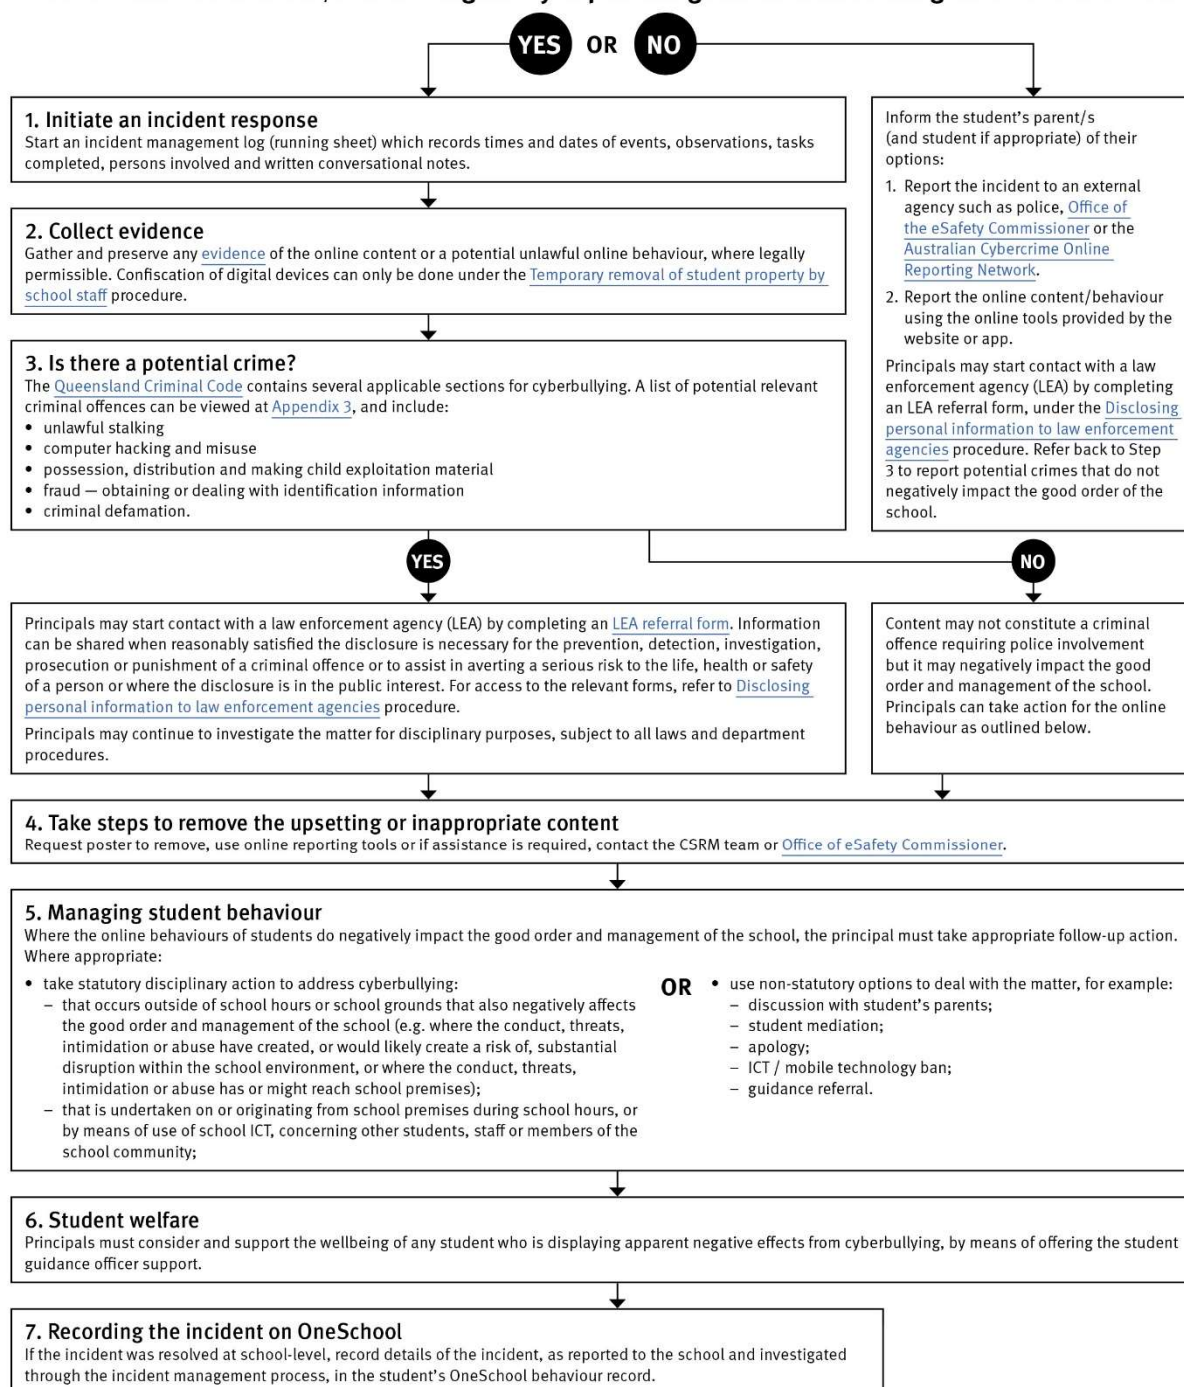 YES OR NO
1. Initiate an incident response
Start an incident management log (running sheet) which records times and dates of events, observations, tasks
completed, persons involved and written conversational notes.
2. Collect evidence
Gather and preserve any evidence of the online content or a potential unlawful online behaviour, where legally
permissible. Confiscation of digital devices can only be done under the Temporary removal of student property by
school staff procedure.
3. Is there a potential crime?
The Queensland Criminal Code contains several applicable sections for cyberbullying. A list of potential relevant
criminal offences can be viewed at Appendix 3, and include:
• unlawful stalking
• computer hacking and misuse
• possession, distribution and making child exploitation material
• fraud — obtaining or dealing with identification information
• criminal defamation.
Inform the student's parent/s
(and student if appropriate) of their
options:
1. Report the incident to an external
agency such as police, Office of
the eSafety Commissioner or the
Australian Cybercrime Online
Reporting Network.
2. Report the online content/behaviour
using the online tools provided by the
website or app.
Principals may start contact with a law
enforcement agency (LEA) by completing
an LEA referral form, under the Disclosing
personal information to law enforcement
agencies procedure. Refer back to Step
3 to report potential crimes that do not
negatively impact the good order of the
school.
YES
NO
Principals may start contact with a law enforcement agency (LEA) by completing an LEA referral form. Information
can be shared when reasonably satisfied the disclosure is necessary for the prevention, detection, investigation,
prosecution or punishment of a criminal offence or to assist in averting a serious risk to the life, health or safety
of a person or where the disclosure is in the public interest. For access to the relevant forms, refer to Disclosing
personal information to law enforcement agencies procedure.
Principals may continue to investigate the matter for disciplinary purposes, subject to all laws and department
procedures.
Content may not constitute a criminal
offence requiring police involvement
but it may negatively impact the good
order and management of the school.
Principals can take action for the online
behaviour as outlined below.
4. Take steps to remove the upsetting or inappropriate content
Request poster to remove, use online reporting tools or if assistance is required, contact the CSRM team or Office of eSafety Commissioner.
5. Managing student behaviour
Where the online behaviours of students do negatively impact the good order and management of the school, the principal must take appropriate follow-up action.
Where appropriate:
• take statutory disciplinary action to address cyberbullying:
– that occurs outside of school hours or school grounds that also negatively affects
the good order and management of the school (e.g. where the conduct, threats,
intimidation or abuse have created, or would likely create a risk of, substantial
disruption within the school environment, or where the conduct, threats,
intimidation or abuse has or might reach school premises);
– that is undertaken on or originating from school premises during school hours, or
by means of use of school ICT, concerning other students, staff or members of the
school community;
OR
• use non-statutory options to deal with the matter, for example:
– discussion with student's parents;
– student mediation;
– apology;
– ICT / mobile technology ban;
– guidance referral.
6. Student welfare
Principals must consider and support the wellbeing of any student who is displaying apparent negative effects from cyberbullying, by means of offering the student
guidance officer support.
7. Recording the incident on OneSchool
If the incident was resolved at school-level, record details of the incident, as reported to the school and investigated
through the incident management process, in the student's OneSchool behaviour record.